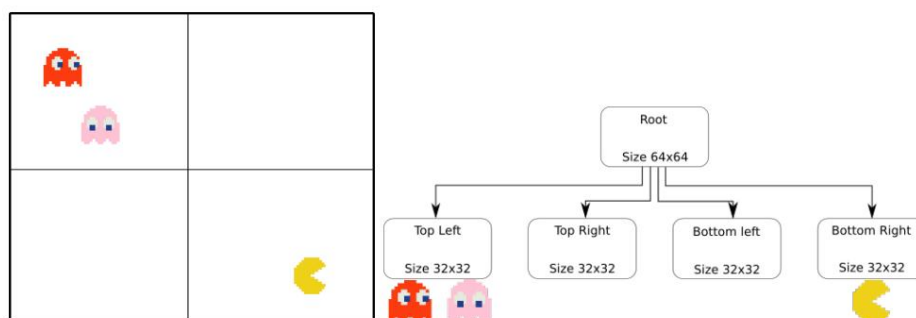 Root
Size 64x64
Top Left
Size 32x32
Top Right
Size 32x32
Bottom left
Size 32x32
Bottom Right
Size 32x32